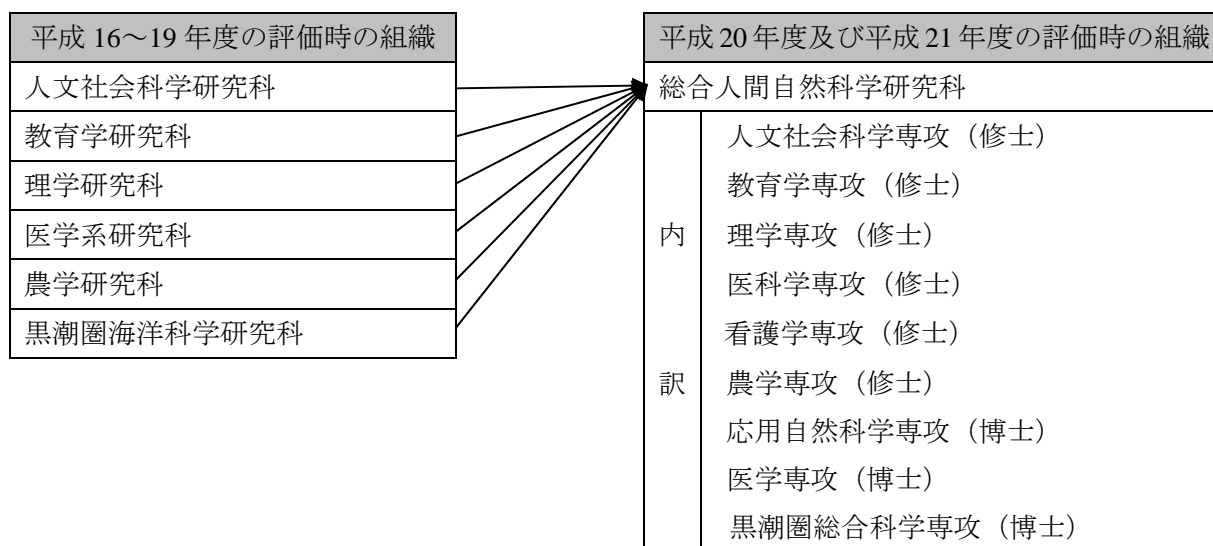 平成 16～19 年度の評価時の組織
人文社会科学研究科
教育学研究科
理学研究科
医学系研究科
農学研究科
黒潮圏海洋科学研究科
平成 20 年度及び平成 21 年度の評価時の組織
総合人間自然科学研究科
内訳
人文社会科学専攻（修士）
教育学専攻（修士）
理学専攻（修士）
医科学専攻（修士）
看護学専攻（修士）
農学専攻（修士）
応用自然科学専攻（博士）
医学専攻（博士）
黒潮圏総合科学専攻（博士）